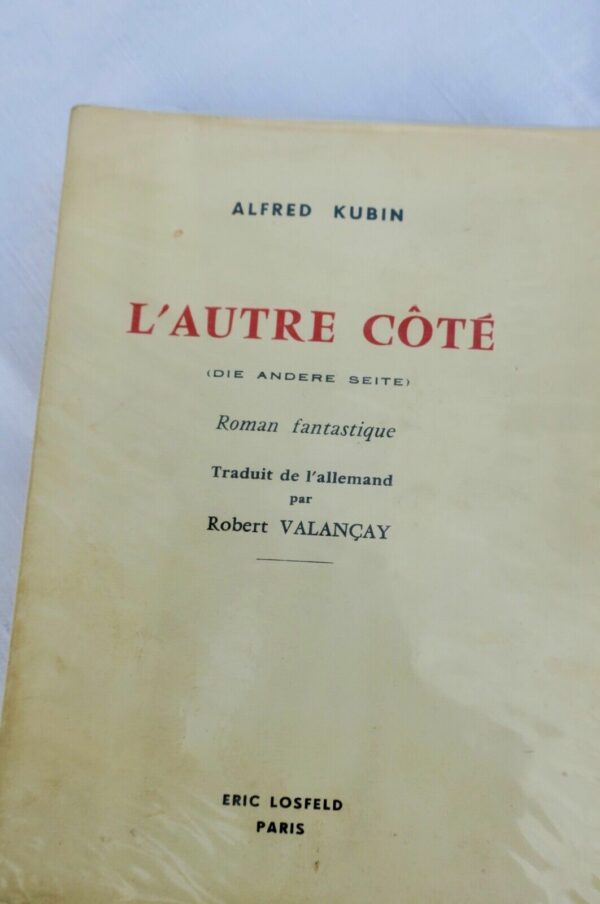 ALFRED KUBIN
L'AUTRE CÔTÉ
(DIE ANDERE SEITE)
Roman fantastique
Traduit de l'allemand
par
Robert VALANÇAY
ERIC LOSFELD
PARIS